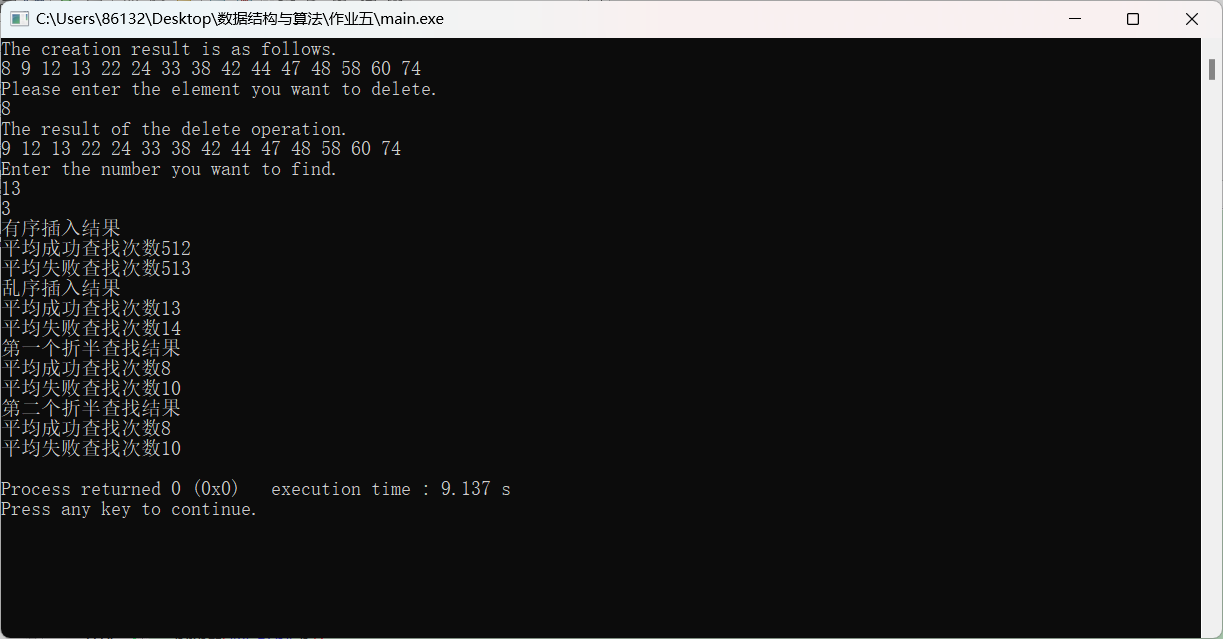 C:\Users\86132\Desktop\数据结构与算法\作业五\main.exe
The creation result is as follows.
8 9 12 13 22 24 33 38 42 44 47 48 58 60 74
Please enter the element you want to delete.
8
The result of the delete operation.
9 12 13 22 24 33 38 42 44 47 48 58 60 74
Enter the number you want to find.
13
3
有序插入结果
平均成功查找次数512
平均失败查找次数513
乱序插入结果
平均成功查找次数13
平均失败查找次数14
第一个折半查找结果
平均成功查找次数8
平均失败查找次数10
第二个折半查找结果
平均成功查找次数8
平均失败查找次数10
Process returned 0 (0x0)   execution time : 9.137 s
Press any key to continue.